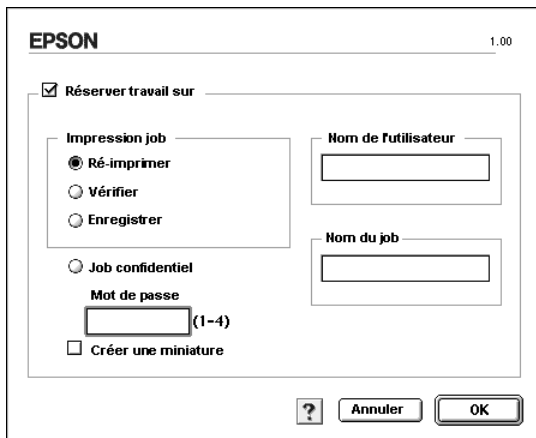 EPSON
1.00
Réserver travail sur
Impression job
Ré-imprimer
Vérifier
Enregistrer
Job confidentiel
Mot de passe
(1-4)
Créer une miniature
Nom de l'utilisateur
Nom du job
?
Annuler
OK